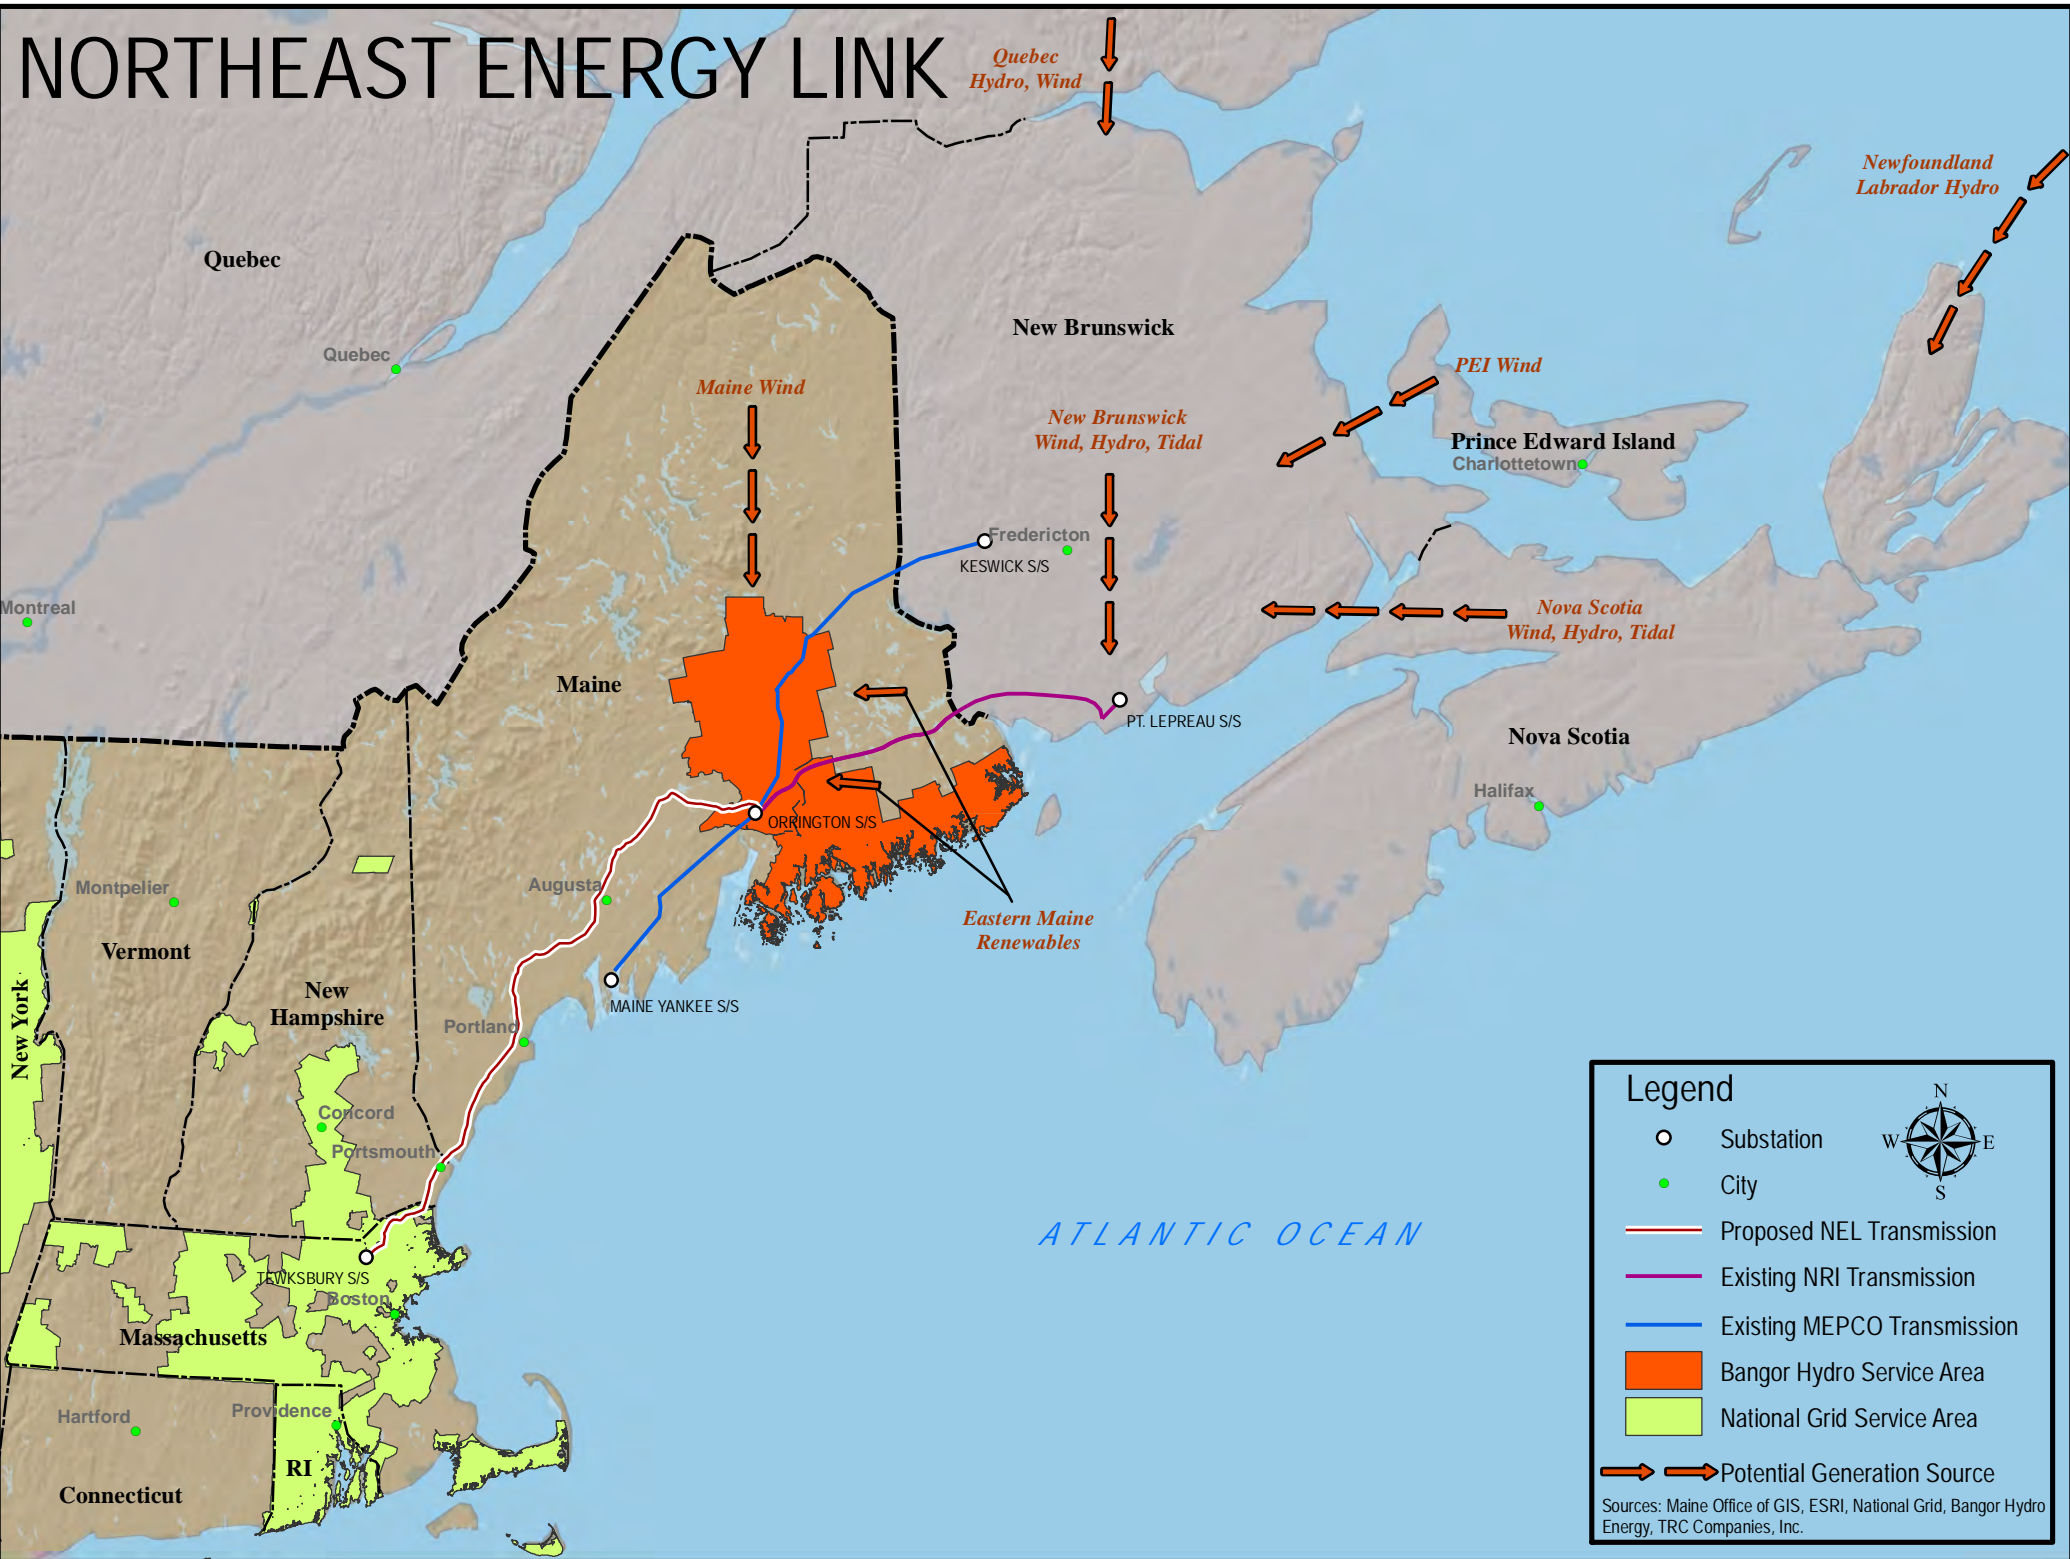 NORTHEAST ENERGY LINK
Quebec
Hydro, Wind
Newfoundland
Labrador Hydro
Quebec
New Brunswick
Quebec
PEI Wind
Maine Wind
New Brunswick
Wind, Hydro, Tidal
Prince Edward Island
Charlottetown
Fredericton
KESWICK S/S
Montreal
Nova Scotia
Wind, Hydro, Tidal
Maine
PT. LEPREAU S/S
Nova Scotia
Halifax
ORRINGTON S/S
Augusta
Montpelier
Eastern Maine
Renewables
Vermont
New
Hampshire
New York
MAINE YANKEE S/S
Portland
Concord
Portsmouth
ATLANTIC OCEAN
TEWKSBURY S/S
Boston
Massachusetts
Hartford
Providence
RI
Connecticut
Legend
N
W
E
S
Substation
City
Proposed NEL Transmission
Existing NRI Transmission
Existing MEPCO Transmission
Bangor Hydro Service Area
National Grid Service Area
Potential Generation Source
Sources: Maine Office of GIS, ESRI, National Grid, Bangor Hydro
Energy, TRC Companies, Inc.